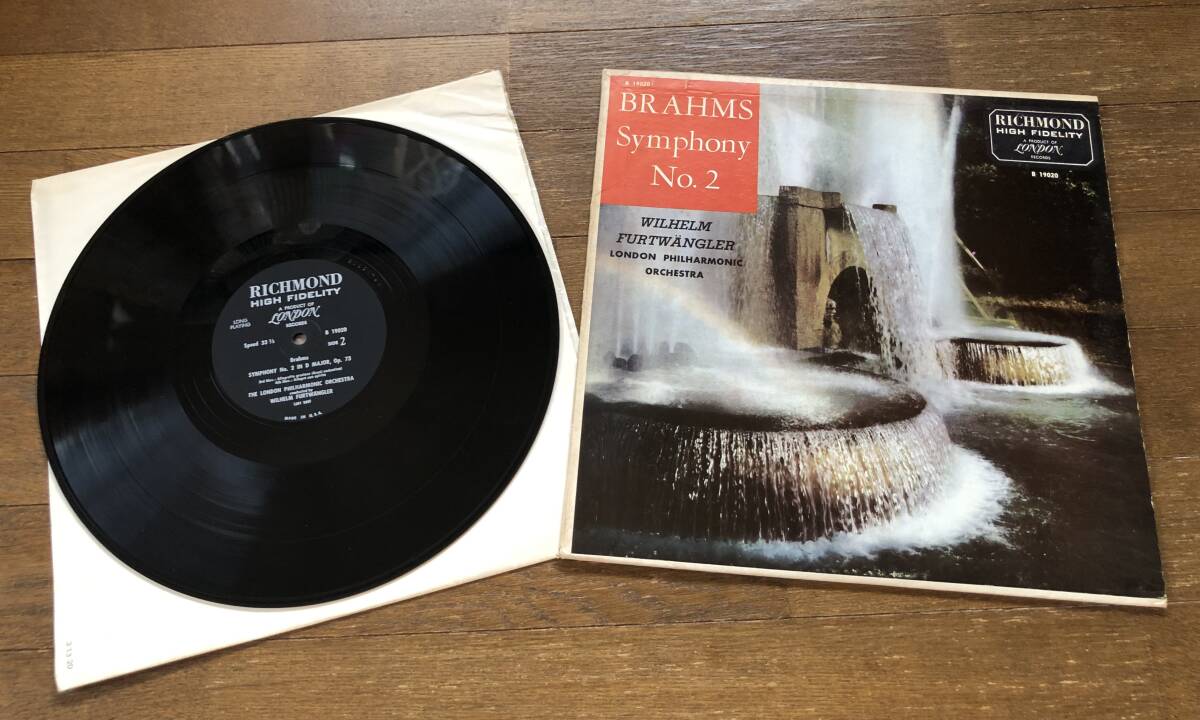 RICHMOND
HIGH FIDELITY
A PRODUCT OF
LONDON
RECORDS
LONG
PLAYING
B 19020
Speed 33⅓
SIDE 2
Brahms
SYMPHONY No. 2 IN D MAJOR, Op. 73
THE LONDON PHILHARMONIC ORCHESTRA
conducted by
WILHELM FURTWÄNGLER
MADE IN U.S.A.
B 19020
BRAHMS
Symphony
No. 2
WILHELM
FURTWÄNGLER
LONDON PHILHARMONIC
ORCHESTRA
RICHMOND
HIGH FIDELITY
A PRODUCT OF
LONDON
RECORDS
B 19020